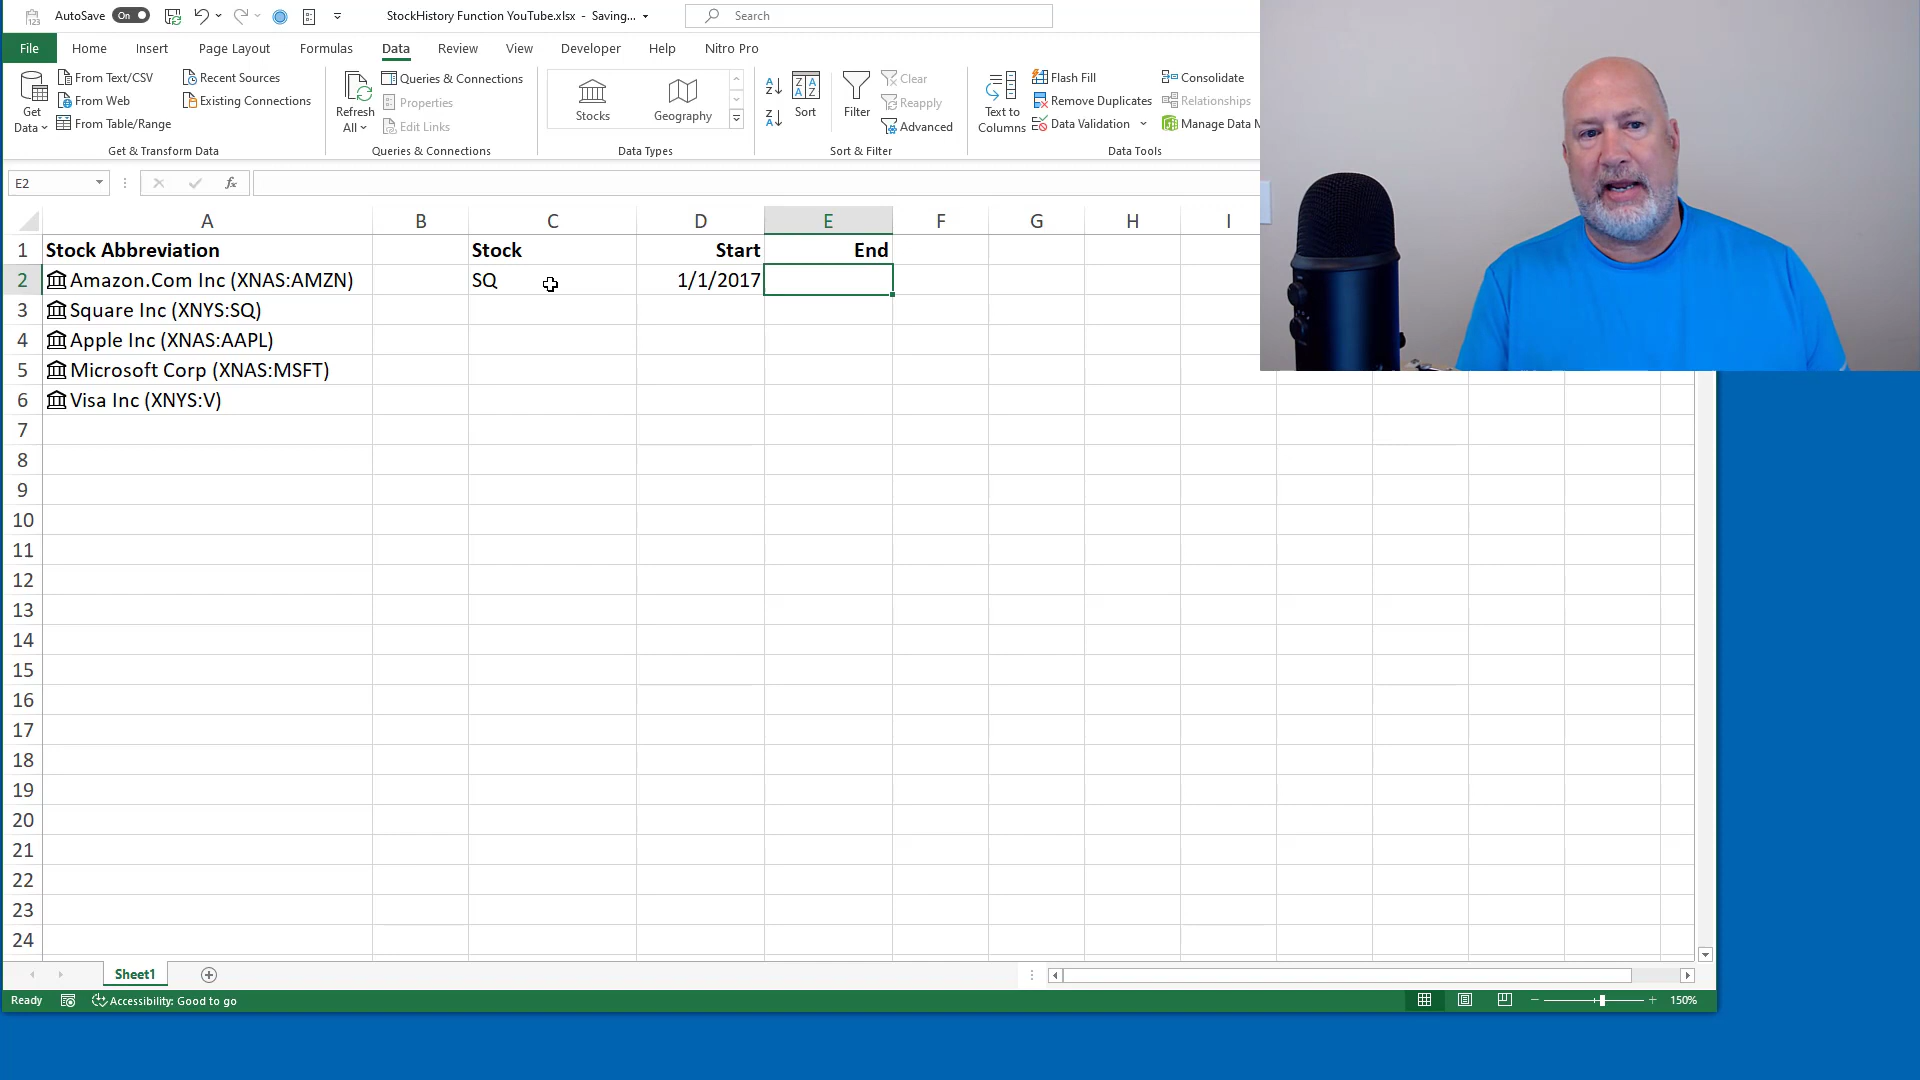 AutoSave On StockHistory Function YouTube.xlsx - Saving... Search
File Home Insert Page Layout Formulas Data Review View Developer Help Nitro Pro
Get Data
From Text/CSV
From Web
From Table/Range
Recent Sources
Existing Connections
Get & Transform Data
Refresh All
Queries & Connections
Properties
Edit Links
Queries & Connections
Stocks
Geography
Data Types
Sort
Filter
Clear
Reapply
Advanced
Sort & Filter
Text to Columns
Flash Fill
Remove Duplicates
Data Validation
Consolidate
Relationships
Manage Data M
Data Tools
E2 fx
A B C D E F G H I
1 Stock Abbreviation Stock Start End
2 Amazon.Com Inc (XNAS:AMZN) SQ 1/1/2017
3 Square Inc (XNYS:SQ)
4 Apple Inc (XNAS:AAPL)
5 Microsoft Corp (XNAS:MSFT)
6 Visa Inc (XNYS:V)
7
8
9
10
11
12
13
14
15
16
17
18
19
20
21
22
23
24
Sheet1
Ready Accessibility: Good to go 150%